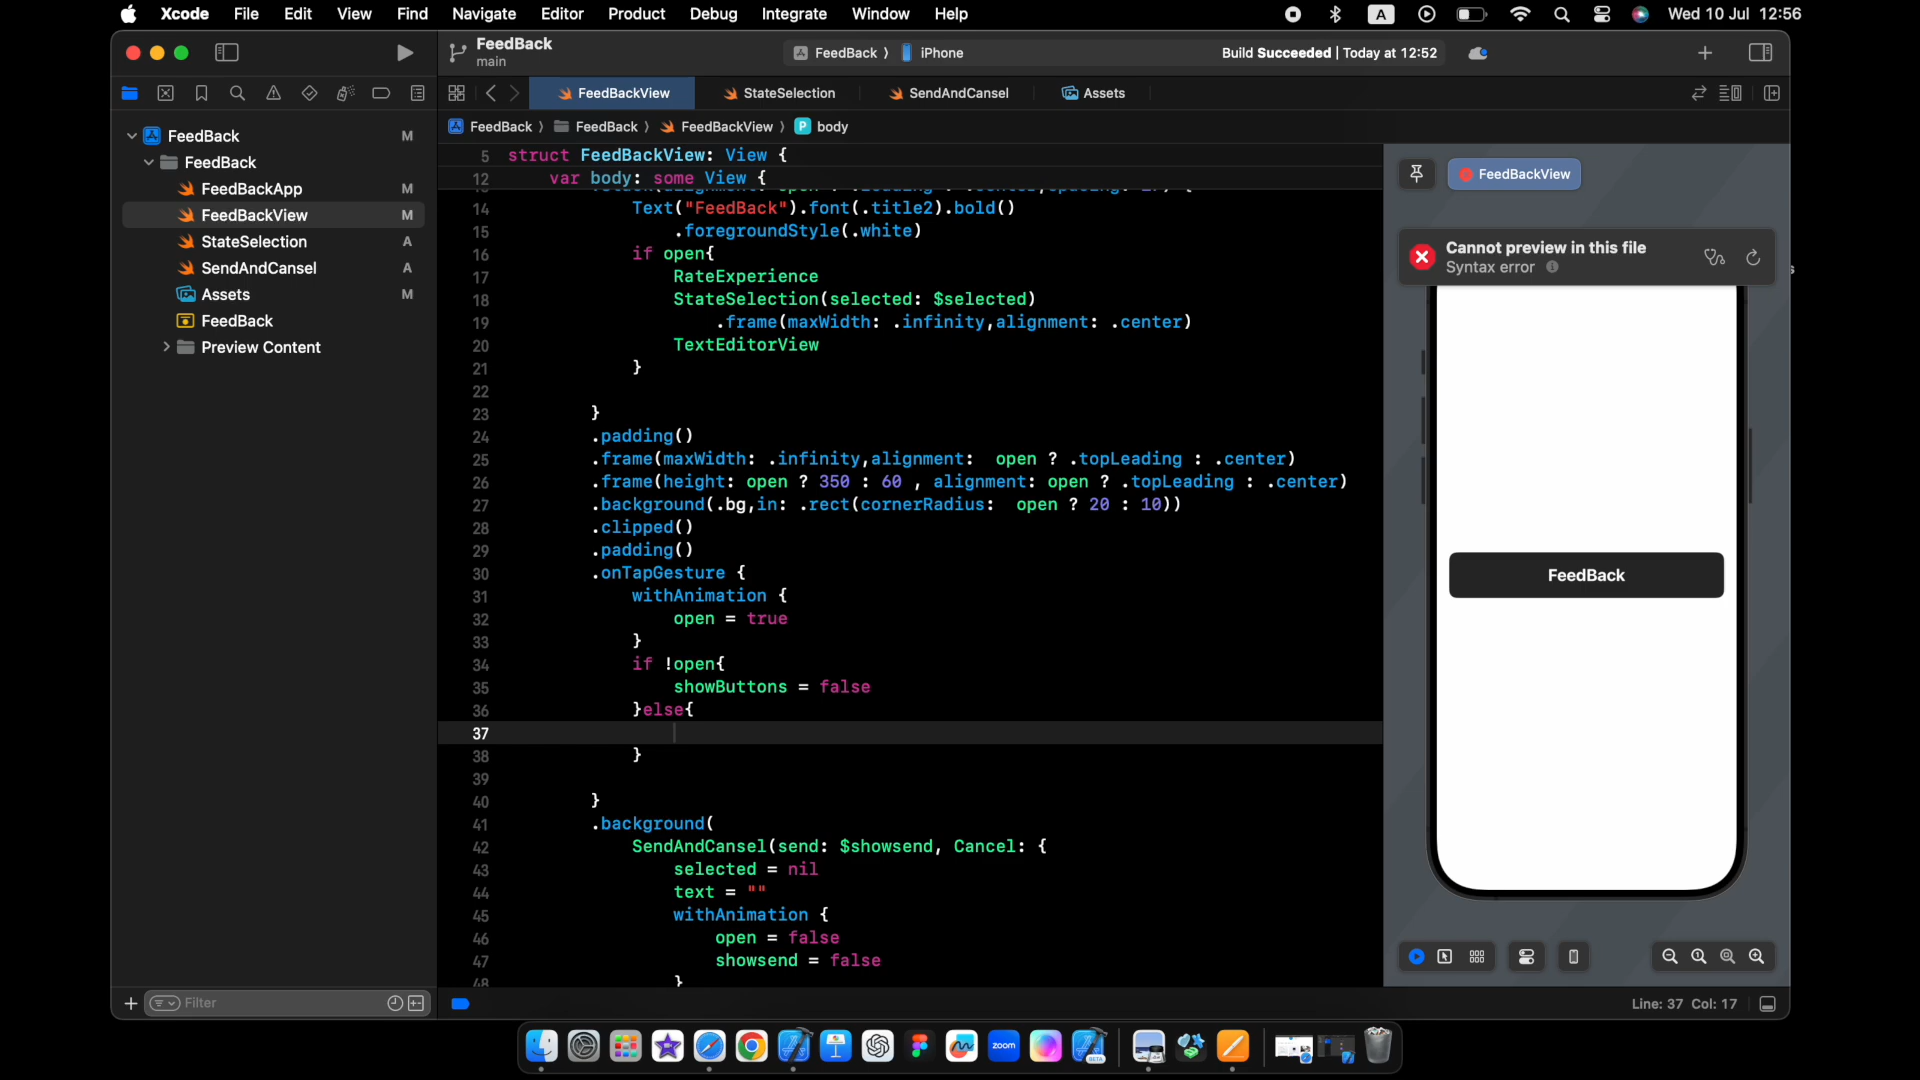 Xcode File Edit View Find Navigate Editor Product Debug Integrate Window Help A Wed 10 Jul 12:56
FeedBack
main
FeedBack 〉 iPhone
Build Succeeded | Today at 12:52
FeedBackView StateSelection SendAndCansel Assets
FeedBack 〉 FeedBack 〉 FeedBackView 〉 P body
FeedBack M
FeedBack
FeedBackApp M
FeedBackView M
StateSelection A
SendAndCansel A
Assets M
FeedBack
Preview Content
Filter
5 struct FeedBackView: View {
12 var body: some View {
14 Text("FeedBack").font(.title2).bold()
15 .foregroundStyle(.white)
16 if open{
17 RateExperience
18 StateSelection(selected: $selected)
19 .frame(maxWidth: .infinity,alignment: .center)
20 TextEditorView
21 }
22
23 }
24 .padding()
25 .frame(maxWidth: .infinity,alignment: open ? .topLeading : .center)
26 .frame(height: open ? 350 : 60 , alignment: open ? .topLeading : .center)
27 .background(.bg,in: .rect(cornerRadius: open ? 20 : 10))
28 .clipped()
29 .padding()
30 .onTapGesture {
31 withAnimation {
32 open = true
33 }
34 if !open{
35 showButtons = false
36 }else{
37
38 }
39
40 }
41 .background(
42 SendAndCansel(send: $showsend, Cancel: {
43 selected = nil
44 text = ""
45 withAnimation {
46 open = false
47 showsend = false
48 }
FeedBackView
Cannot preview in this file
Syntax error
FeedBack
Line: 37 Col: 17
zoom
BETA